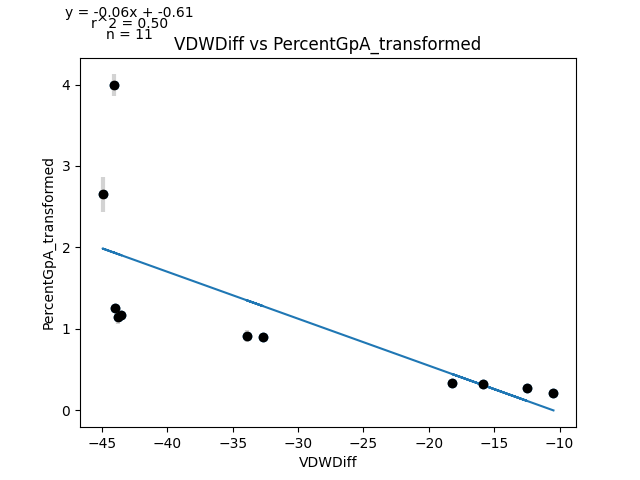 y = -0.06x + -0.61
r^2 = 0.50
n = 11
VDWDiff vs PercentGpA_transformed
4
3
2
1
0
PercentGpA_transformed
−45 −40 −35 −30 −25 −20 −15 −10
VDWDiff